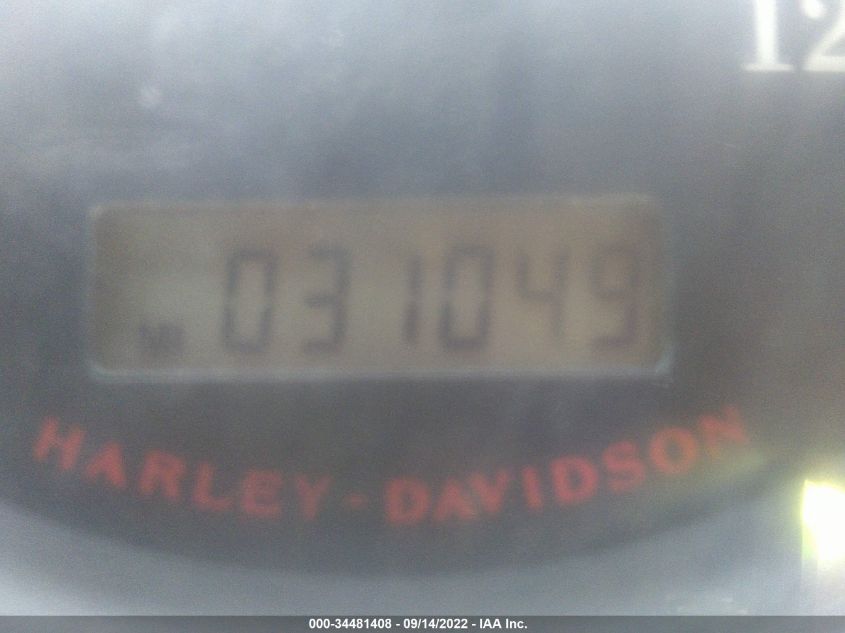 12
031049
HARLEY-DAVIDSON
000-34481408 - 09/14/2022 - IAA Inc.